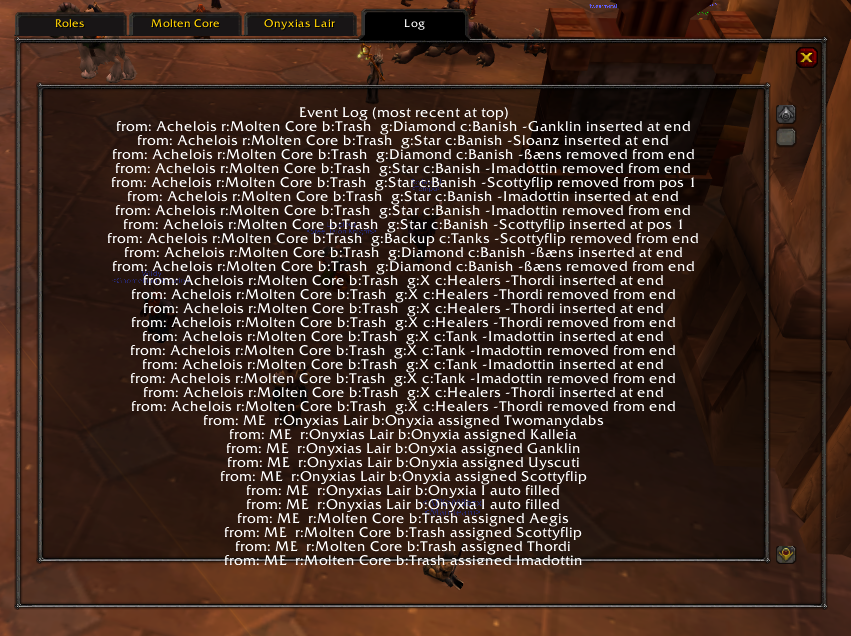 Roles
Molten Core
Onyxias Lair
Log
Event Log (most recent at top)
from: Achelois r:Molten Core b:Trash g:Diamond c:Banish -Ganklin inserted at end
from: Achelois r:Molten Core b:Trash g:Star c:Banish -Sloanz inserted at end
from: Achelois r:Molten Core b:Trash g:Diamond c:Banish -ßæns removed from end
from: Achelois r:Molten Core b:Trash g:Star c:Banish -Imadottin removed from end
from: Achelois r:Molten Core b:Trash g:Star c:Banish -Scottyflip removed from pos 1
from: Achelois r:Molten Core b:Trash g:Star c:Banish -Imadottin inserted at end
from: Achelois r:Molten Core b:Trash g:Star c:Banish -Imadottin removed from end
from: Achelois r:Molten Core b:Trash g:Star c:Banish -Scottyflip inserted at pos 1
from: Achelois r:Molten Core b:Trash g:Backup c:Tanks -Scottyflip removed from end
from: Achelois r:Molten Core b:Trash g:Diamond c:Banish -ßæns inserted at end
from: Achelois r:Molten Core b:Trash g:Diamond c:Banish -ßæns removed from end
from: Achelois r:Molten Core b:Trash g:X c:Healers -Thordi inserted at end
from: Achelois r:Molten Core b:Trash g:X c:Healers -Thordi removed from end
from: Achelois r:Molten Core b:Trash g:X c:Healers -Thordi inserted at end
from: Achelois r:Molten Core b:Trash g:X c:Healers -Thordi removed from end
from: Achelois r:Molten Core b:Trash g:X c:Tank -Imadottin inserted at end
from: Achelois r:Molten Core b:Trash g:X c:Tank -Imadottin removed from end
from: Achelois r:Molten Core b:Trash g:X c:Tank -Imadottin inserted at end
from: Achelois r:Molten Core b:Trash g:X c:Tank -Imadottin removed from end
from: Achelois r:Molten Core b:Trash g:X c:Healers -Thordi inserted at end
from: Achelois r:Molten Core b:Trash g:X c:Healers -Thordi removed from end
from: ME r:Onyxias Lair b:Onyxia assigned Twomanydabs
from: ME r:Onyxias Lair b:Onyxia assigned Kalleia
from: ME r:Onyxias Lair b:Onyxia assigned Ganklin
from: ME r:Onyxias Lair b:Onyxia assigned Uyscuti
from: ME r:Onyxias Lair b:Onyxia assigned Scottyflip
from: ME r:Onyxias Lair b:Onyxia I auto filled
from: ME r:Onyxias Lair b:Onyxia I auto filled
from: ME r:Molten Core b:Trash assigned Aegis
from: ME r:Molten Core b:Trash assigned Scottyflip
from: ME r:Molten Core b:Trash assigned Thordi
from: ME r:Molten Core b:Trash assigned Imadottin